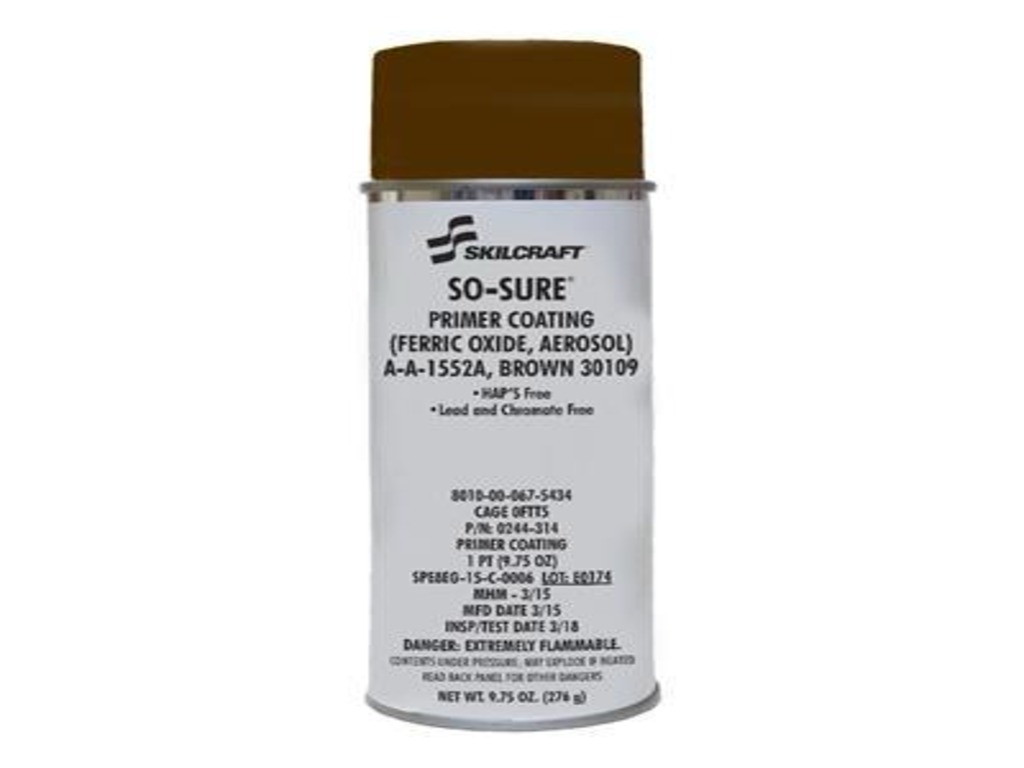 SKILCRAFT
SO-SURE®
PRIMER COATING
(FERRIC OXIDE, AEROSOL)
A-A-1552A, BROWN 30109
• HAP'S Free
• Lead and Chromate Free
8010-00-067-5434
CAGE 0FTT5
P/N: 0244-314
PRIMER COATING
1 PT (9.75 OZ)
SPE8EG-15-C-0006 LOT: E0174
MHM - 3/15
MFD DATE 3/15
INSP/TEST DATE 3/18
DANGER: EXTREMELY FLAMMABLE.
CONTENTS UNDER PRESSURE, MAY EXPLODE IF HEATED
READ BACK PANEL FOR OTHER DANGERS
NET WT. 9.75 OZ. (276 g)